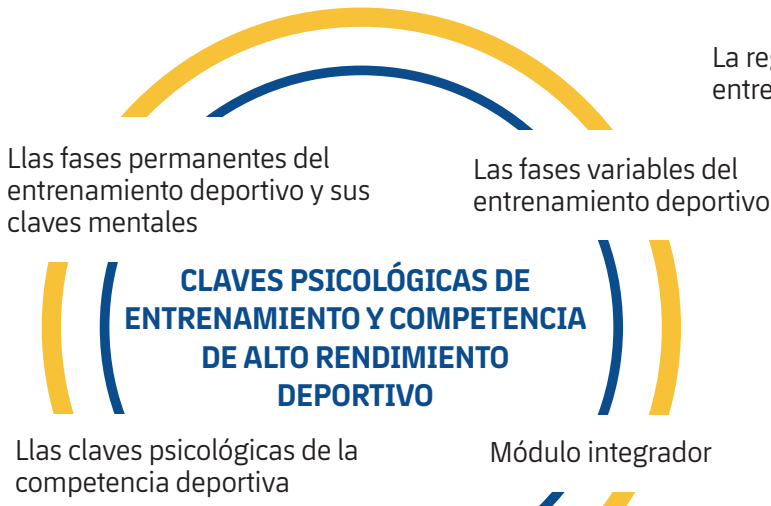 La
entre
Llas fases permanentes del
entrenamiento deportivo y sus
claves mentales
Las fases variables del
entrenamiento deportivo
CLAVES PSICOLÓGICAS DE
ENTRENAMIENTO Y COMPETENCIA
DE ALTO RENDIMIENTO
DEPORTIVO
Llas claves psicológicas de la
competencia deportiva
Módulo integrador